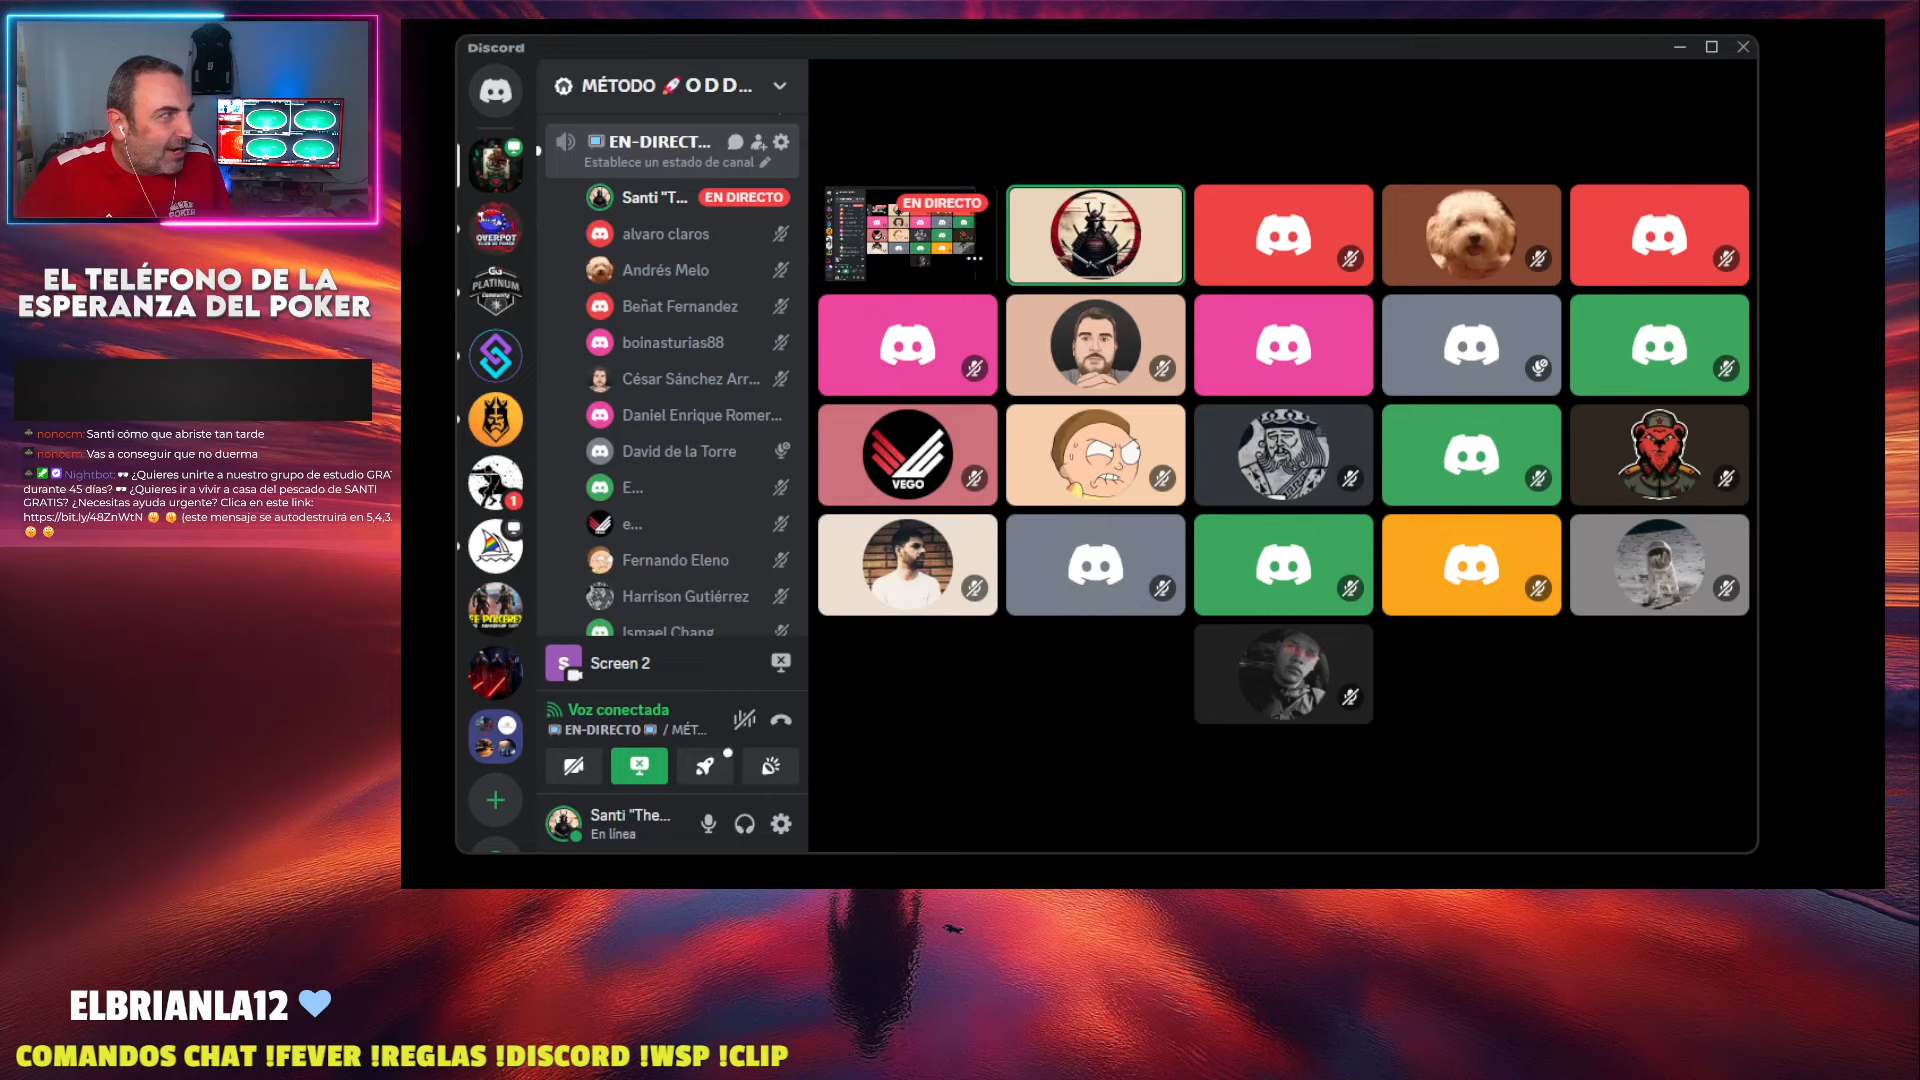 EL TELÉFONO DE LA
ESPERANZA DEL POKER
nonocm: Santi cómo que abriste tan tarde
nonocm: Vas a conseguir que no duerma
Nightbot: 🕶 ¿Quieres unirte a nuestro grupo de estudio GRA
durante 45 días? 🕶 ¿Quieres ir a vivir a casa del pescado de SANTI
GRATIS? ¿Necesitas ayuda urgente? Clica en este link:
https://bit.ly/48ZnWtN (este mensaje se autodestruirá en 5,4,3.
Discord
MÉTODO 🚀 O D D...
EN-DIRECT...
Establece un estado de canal
Santi "T... EN DIRECTO
alvaro claros
Andrés Melo
Beñat Fernandez
boinasturias88
César Sánchez Arr...
Daniel Enrique Romer...
David de la Torre
E...
e...
Fernando Eleno
Harrison Gutiérrez
Ismael Chang
S Screen 2
Voz conectada
EN-DIRECTO / MÉT...
Santi "The...
En línea
OVERPOT
PLATINUM
1
EN DIRECTO
VEGO
ELBRIANLA12
COMANDOS CHAT !FEVER !REGLAS !DISCORD !WSP !CLIP